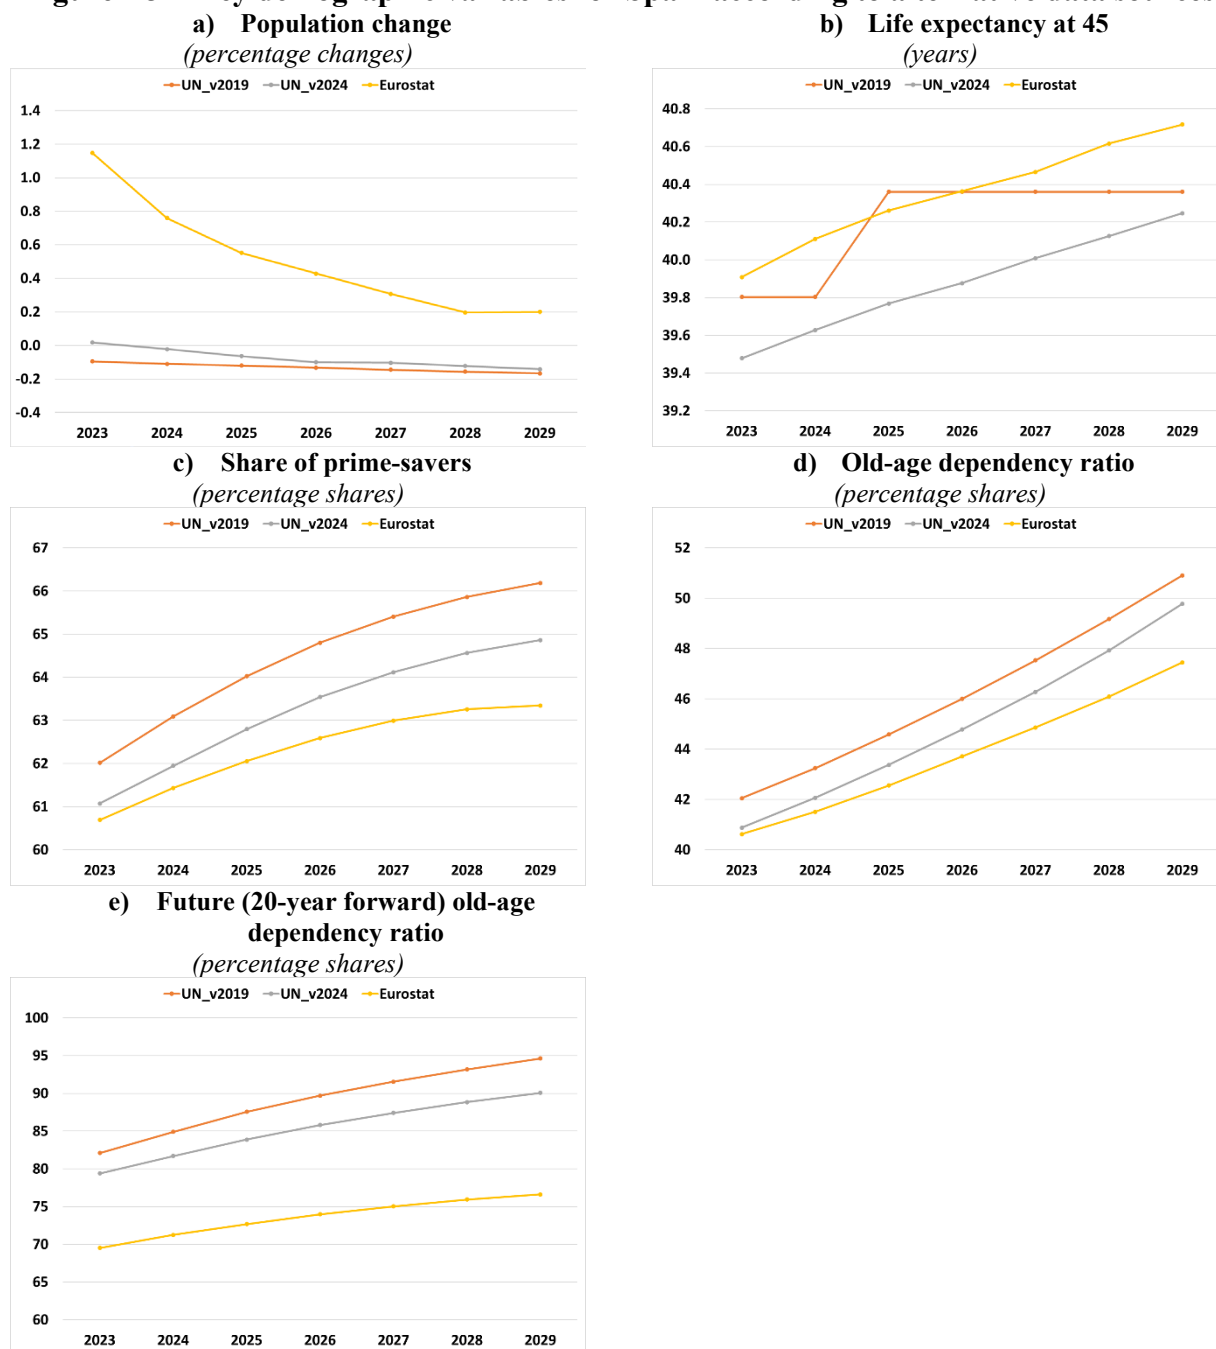 a) Population change
(percentage changes)
UN_v2019 UN_v2024 Eurostat
1.4
1.2
1.0
0.8
0.6
0.4
0.2
0.0
-0.2
-0.4
2023 2024 2025 2026 2027 2028 2029
b) Life expectancy at 45
(years)
UN_v2019 UN_v2024 Eurostat
40.8
40.6
40.4
40.2
40.0
39.8
39.6
39.4
39.2
2023 2024 2025 2026 2027 2028 2029
c) Share of prime-savers
(percentage shares)
UN_v2019 UN_v2024 Eurostat
67
66
65
64
63
62
61
60
2023 2024 2025 2026 2027 2028 2029
d) Old-age dependency ratio
(percentage shares)
UN_v2019 UN_v2024 Eurostat
52
50
48
46
44
42
40
2023 2024 2025 2026 2027 2028 2029
e) Future (20-year forward) old-age
dependency ratio
(percentage shares)
UN_v2019 UN_v2024 Eurostat
100
95
90
85
80
75
70
65
60
2023 2024 2025 2026 2027 2028 2029